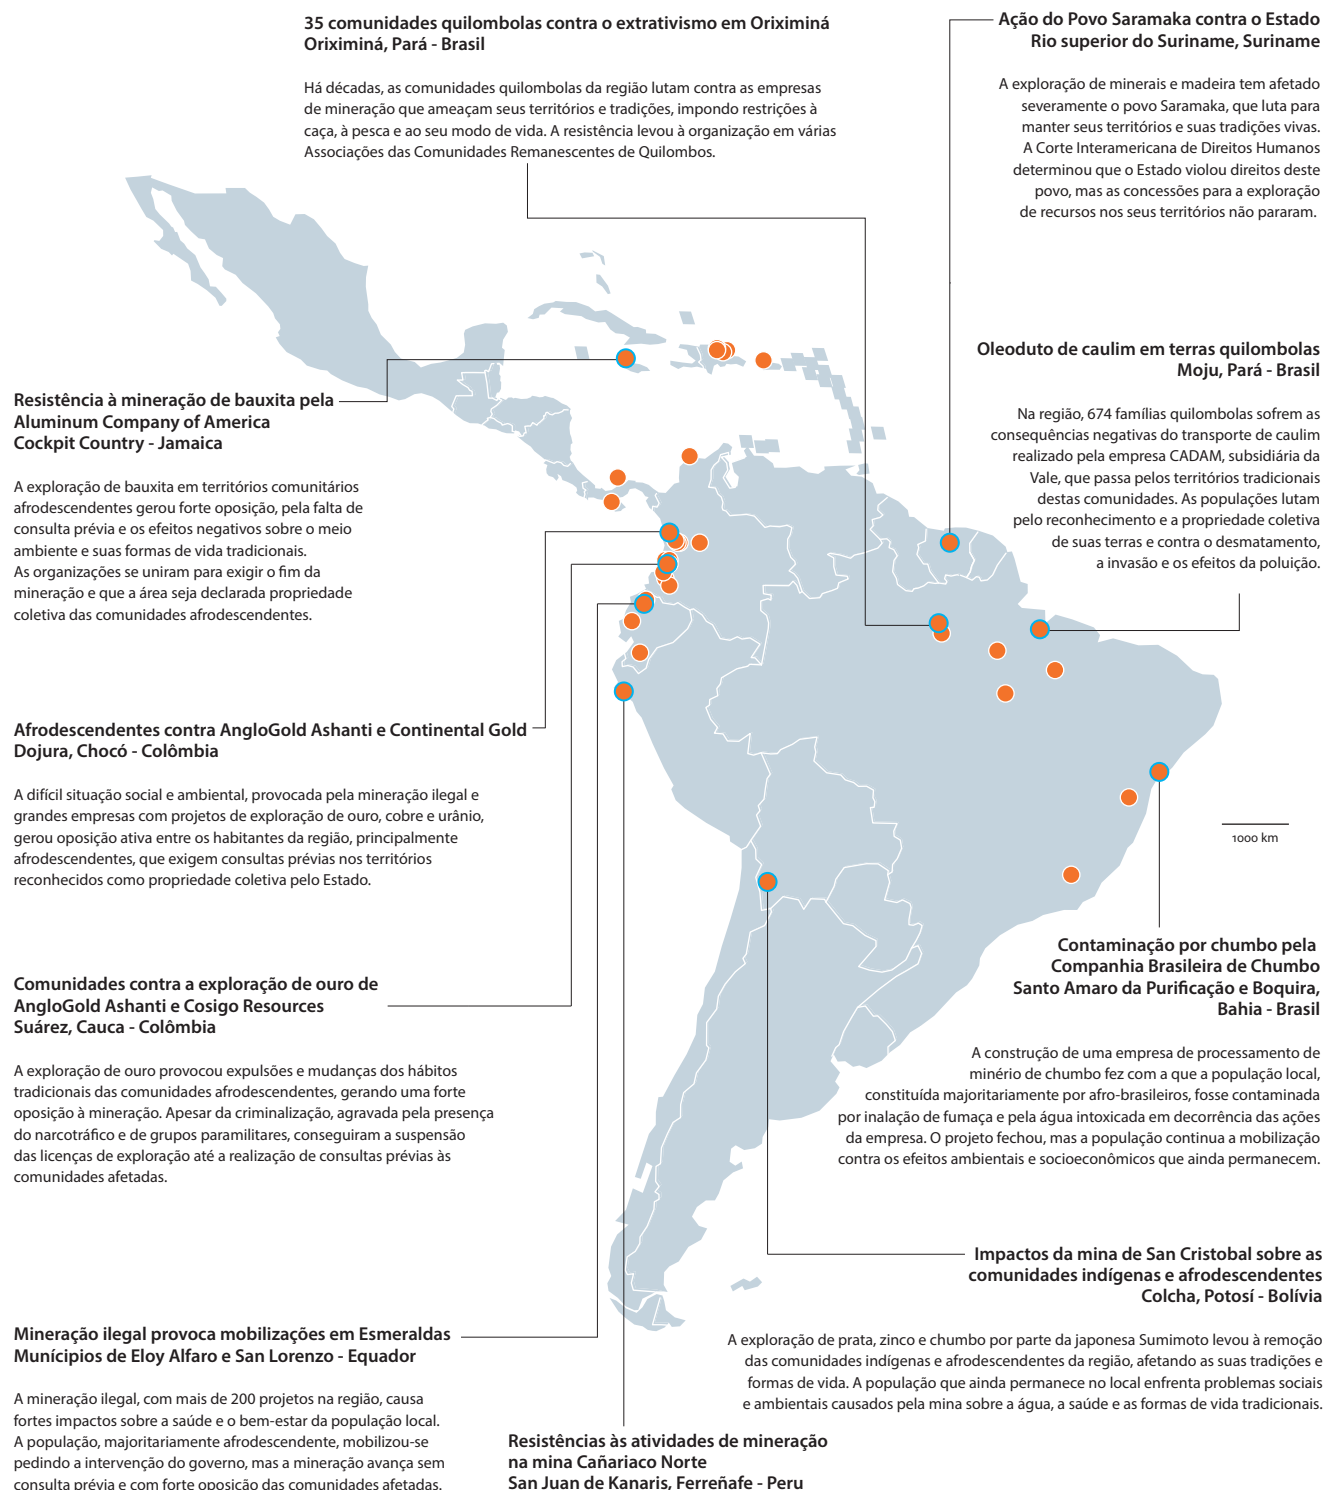 35 comunidades quilombolas contra o extrativismo em Oriximiná
Oriximiná, Pará - Brasil
Há décadas, as comunidades quilombolas da região lutam contra as empresas
de mineração que ameaçam seus territórios e tradições, impondo restrições à
caça, à pesca e ao seu modo de vida. A resistência levou à organização em várias
Associações das Comunidades Remanescentes de Quilombos.
Ação do Povo Saramaka contra o Estado
Rio superior do Suriname, Suriname
A exploração de minerais e madeira tem afetado
severamente o povo Saramaka, que luta para
manter seus territórios e suas tradições vivas.
A Corte Interamericana de Direitos Humanos
determinou que o Estado violou direitos deste
povo, mas as concessões para a exploração
de recursos nos seus territórios não pararam.
Oleoduto de caulim em terras quilombolas
Moju, Pará - Brasil
Na região, 674 famílias quilombolas sofrem as
consequências negativas do transporte de caulim
realizado pela empresa CADAM, subsidiária da
Vale, que passa pelos territórios tradicionais
destas comunidades. As populações lutam
pelo reconhecimento e a propriedade coletiva
de suas terras e contra o desmatamento,
a invasão e os efeitos da poluição.
Resistência à mineração de bauxita pela
Aluminum Company of America
Cockpit Country - Jamaica
A exploração de bauxita em territórios comunitários
afrodescendentes gerou forte oposição, pela falta de
consulta prévia e os efeitos negativos sobre o meio
ambiente e suas formas de vida tradicionais.
As organizações se uniram para exigir o fim da
mineração e que a área seja declarada propriedade
coletiva das comunidades afrodescendentes.
Afrodescendentes contra AngloGold Ashanti e Continental Gold
Dojura, Chocó - Colômbia
A difícil situação social e ambiental, provocada pela mineração ilegal e
grandes empresas com projetos de exploração de ouro, cobre e urânio,
gerou oposição ativa entre os habitantes da região, principalmente
afrodescendentes, que exigem consultas prévias nos territórios
reconhecidos como propriedade coletiva pelo Estado.
1000 km
Contaminação por chumbo pela
Companhia Brasileira de Chumbo
Santo Amaro da Purificação e Boquira,
Bahia - Brasil
A construção de uma empresa de processamento de
minério de chumbo fez com a que a população local,
constituída majoritariamente por afro-brasileiros, fosse contaminada
por inalação de fumaça e pela água intoxicada em decorrência das ações
da empresa. O projeto fechou, mas a população continua a mobilização
contra os efeitos ambientais e socioeconômicos que ainda permanecem.
Comunidades contra a exploração de ouro de
AngloGold Ashanti e Cosigo Resources
Suárez, Cauca - Colômbia
A exploração de ouro provocou expulsões e mudanças dos hábitos
tradicionais das comunidades afrodescendentes, gerando uma forte
oposição à mineração. Apesar da criminalização, agravada pela presença
do narcotráfico e de grupos paramilitares, conseguiram a suspensão
das licenças de exploração até a realização de consultas prévias às
comunidades afetadas.
Impactos da mina de San Cristobal sobre as
comunidades indígenas e afrodescendentes
Colcha, Potosí - Bolívia
A exploração de prata, zinco e chumbo por parte da japonesa Sumimoto levou à remoção
das comunidades indígenas e afrodescendentes da região, afetando as suas tradições e
formas de vida. A população que ainda permanece no local enfrenta problemas sociais
e ambientais causados pela mina sobre a água, a saúde e as formas de vida tradicionais.
Mineração ilegal provoca mobilizações em Esmeraldas
Munícipios de Eloy Alfaro e San Lorenzo - Equador
A mineração ilegal, com mais de 200 projetos na região, causa
fortes impactos sobre a saúde e o bem-estar da população local.
A população, majoritariamente afrodescendente, mobilizou-se
pedindo a intervenção do governo, mas a mineração avança sem
consulta prévia e com forte oposição das comunidades afetadas.
Resistências às atividades de mineração
na mina Cañariaco Norte
San Juan de Kanaris, Ferreñafe - Peru